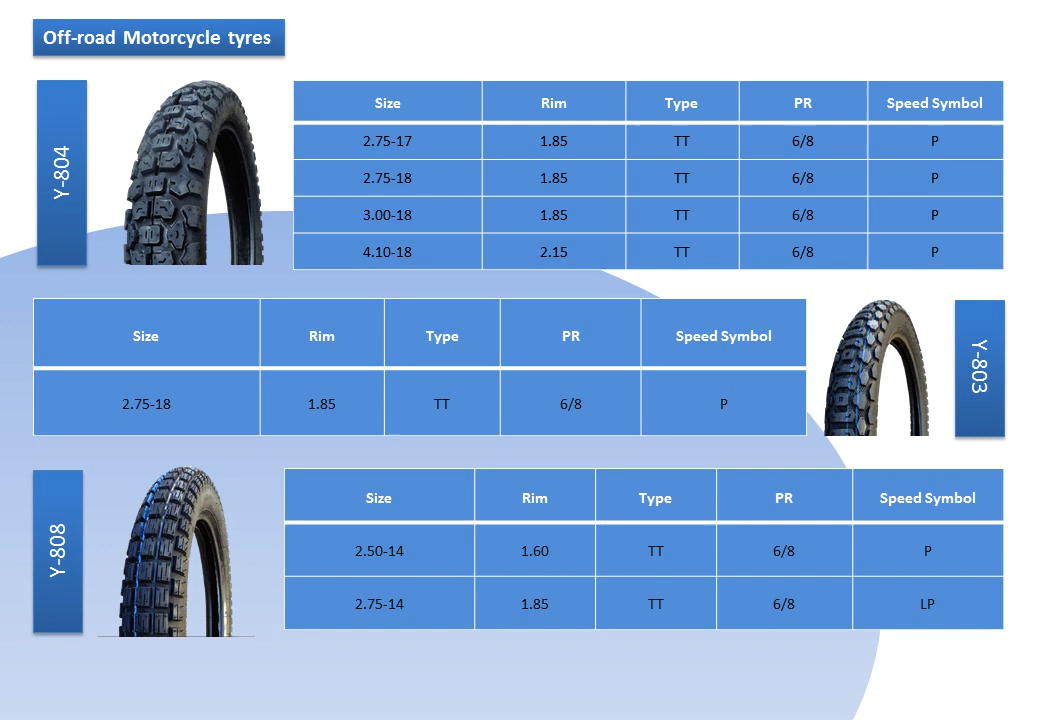 Off-road Motorcycle tyres
Y-804
Size Rim Type PR Speed Symbol
2.75-17 1.85 TT 6/8 P
2.75-18 1.85 TT 6/8 P
3.00-18 1.85 TT 6/8 P
4.10-18 2.15 TT 6/8 P
Size Rim Type PR Speed Symbol
2.75-18 1.85 TT 6/8 P
Y-803
Y-808
Size Rim Type PR Speed Symbol
2.50-14 1.60 TT 6/8 P
2.75-14 1.85 TT 6/8 LP